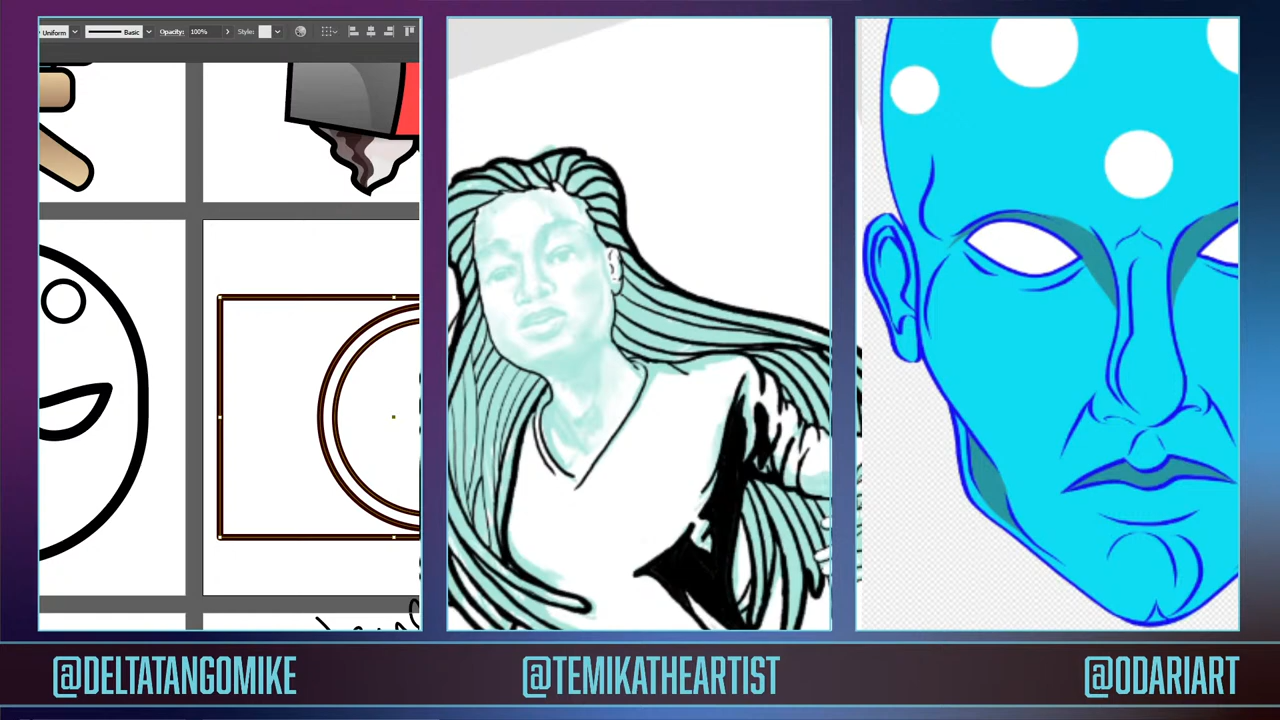 Uniform Basic Opacity: 100% Style:
@DELTATANGOMIKE @TEMIKATHEARTIST @ODARIART